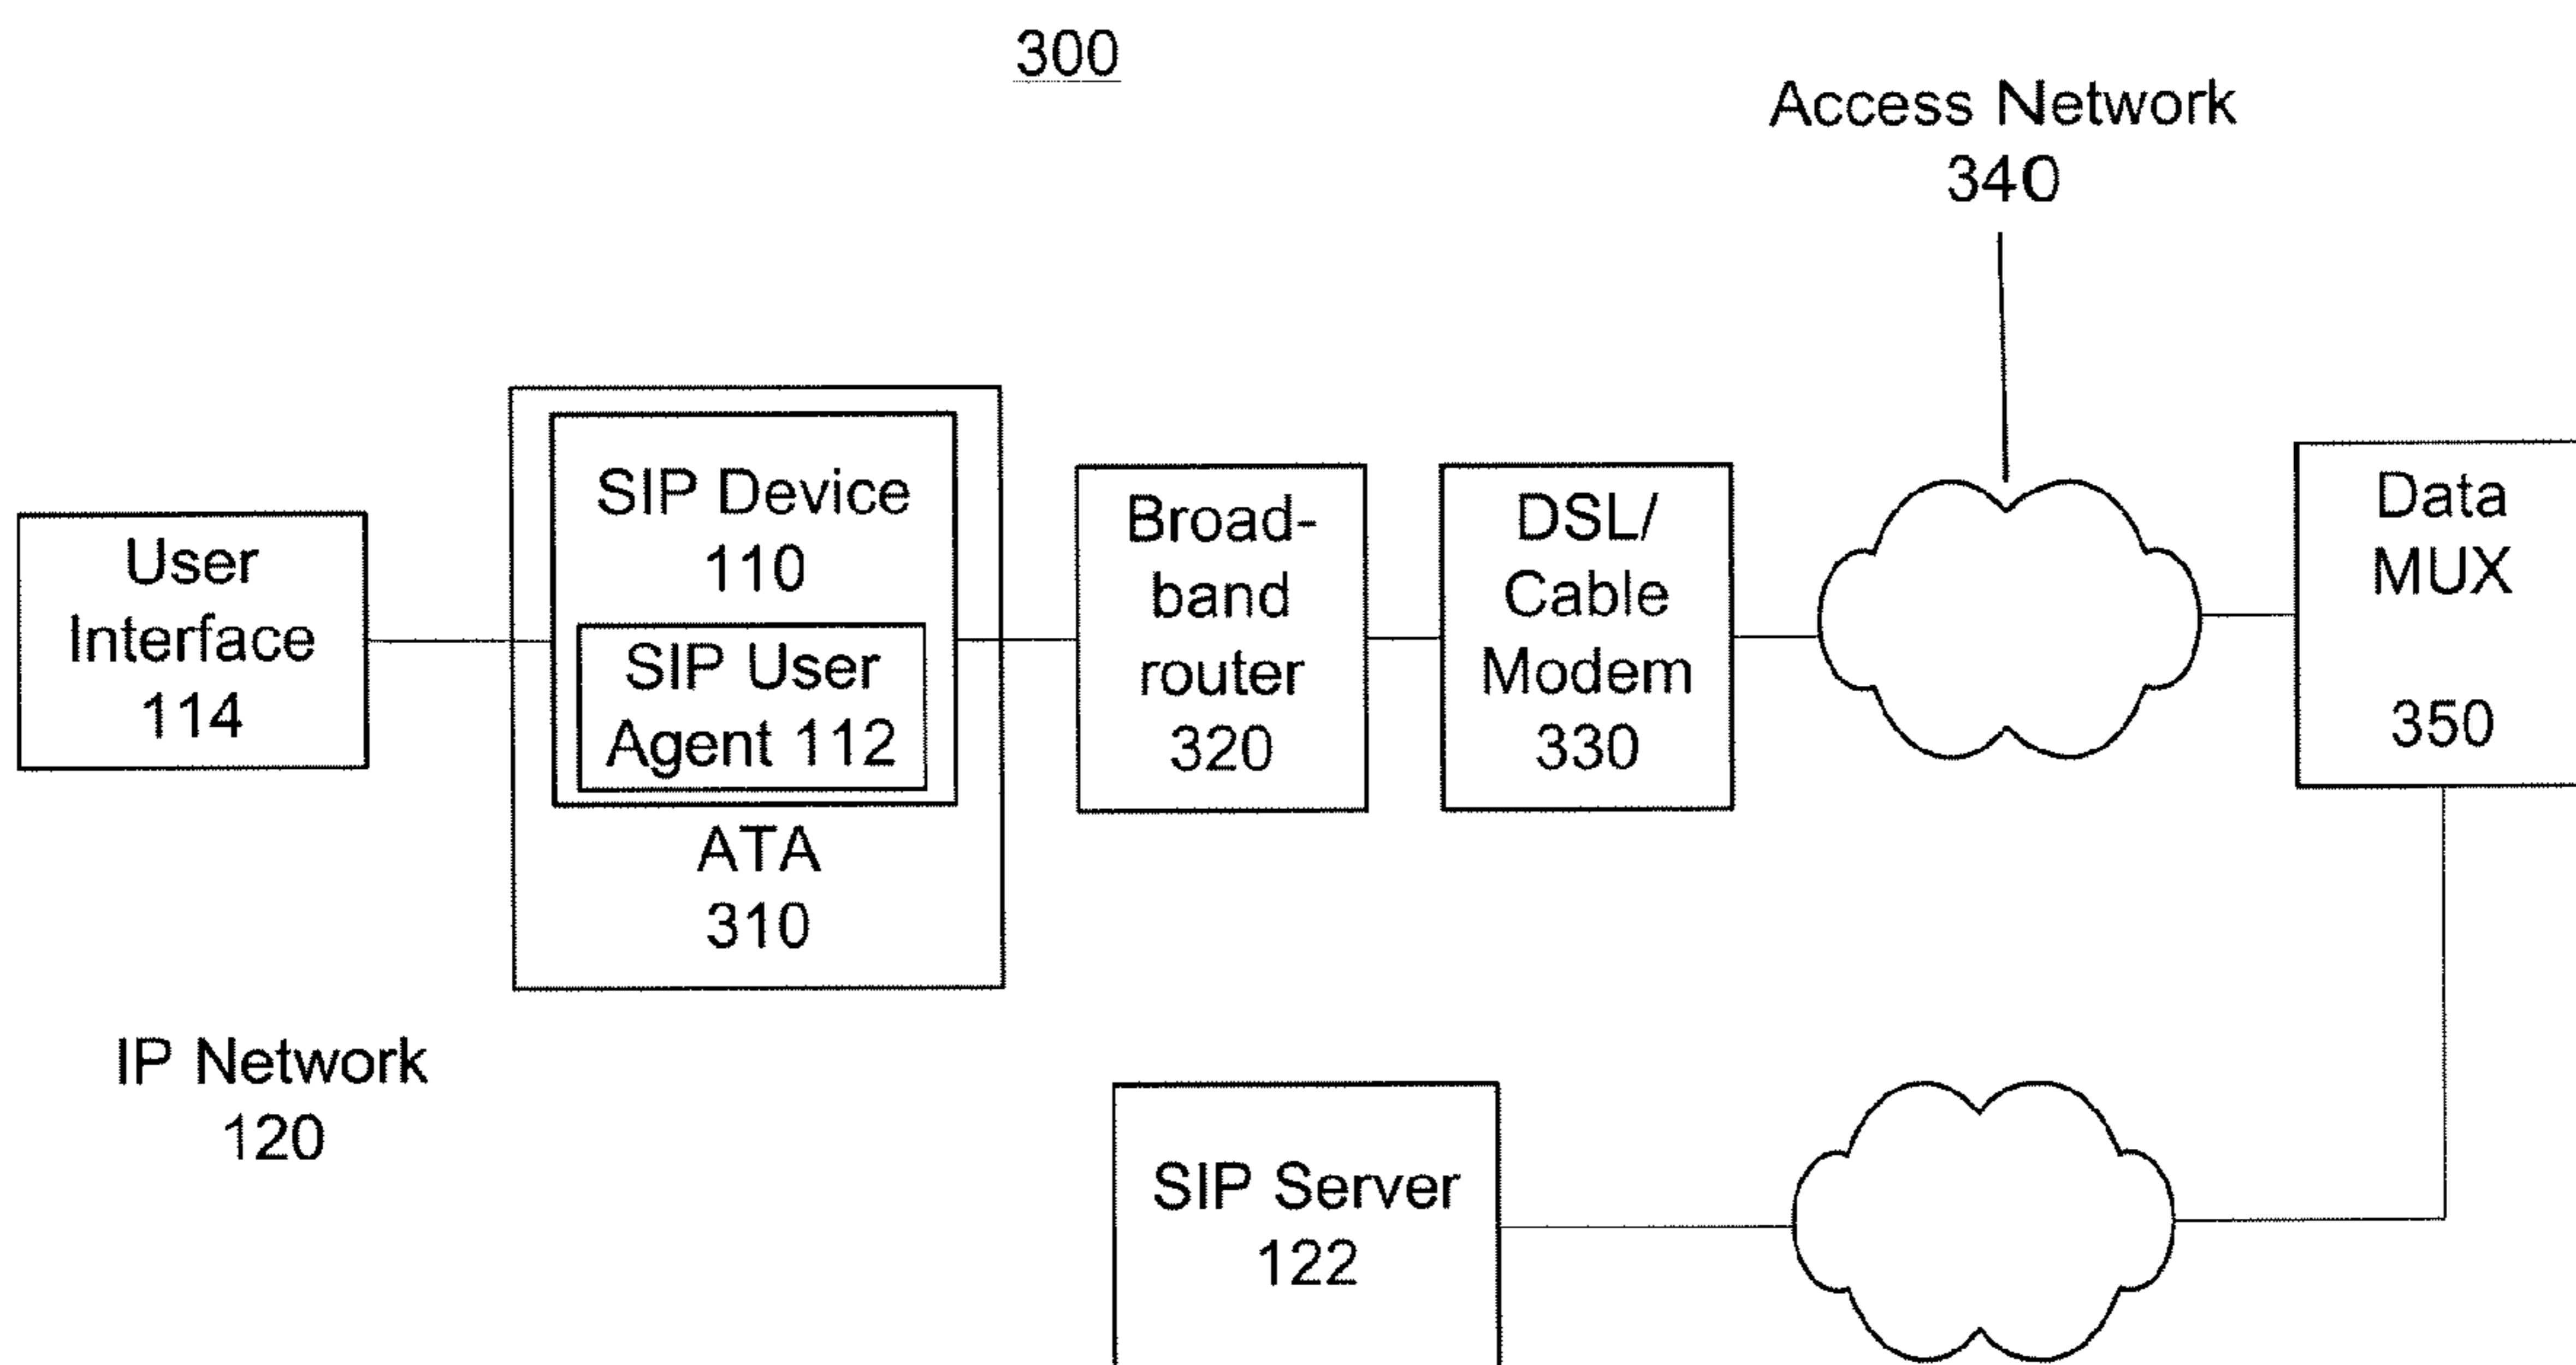 300
Access Network
340
User
Interface
114
SIP Device
110
SIP User
Agent 112
ATA
310
Broad-
band
router
320
DSL/
Cable
Modem
330
Data
MUX
350
IP Network
120
SIP Server
122